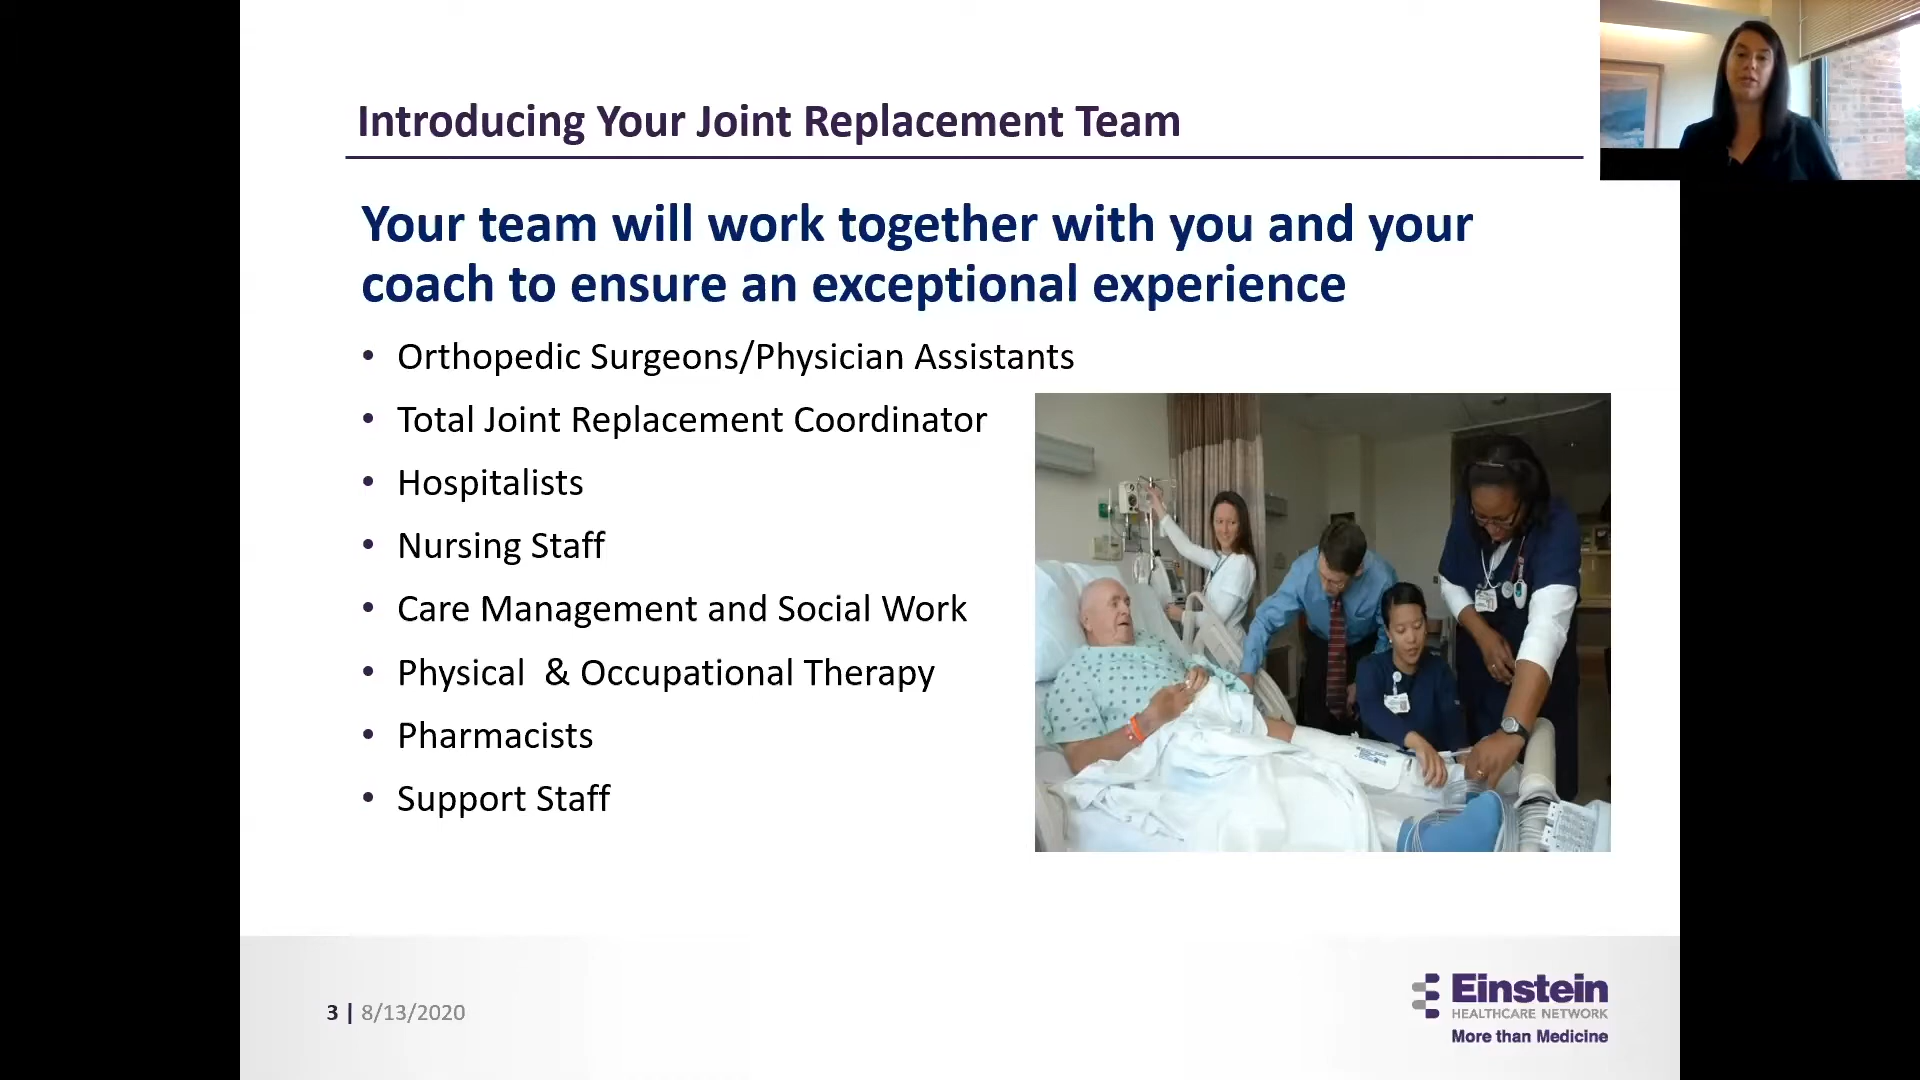 Introducing Your Joint Replacement Team
Your team will work together with you and your
coach to ensure an exceptional experience
• Orthopedic Surgeons/Physician Assistants
• Total Joint Replacement Coordinator
• Hospitalists
• Nursing Staff
• Care Management and Social Work
• Physical & Occupational Therapy
• Pharmacists
• Support Staff
3 | 8/13/2020
Einstein
HEALTHCARE NETWORK
More than Medicine